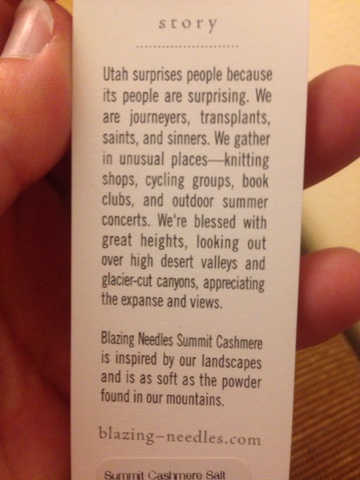 story
Utah surprises people because
its people are surprising. We
are journeyers, transplants,
saints, and sinners. We gather
in unusual places—knitting
shops, cycling groups, book
clubs, and outdoor summer
concerts. We're blessed with
great heights, looking out
over high desert valleys and
glacier-cut canyons, appreciating
the expanse and views.
Blazing Needles Summit Cashmere
is inspired by our landscapes
and is as soft as the powder
found in our mountains.
blazing-needles.com
Summit Cashmere Salt